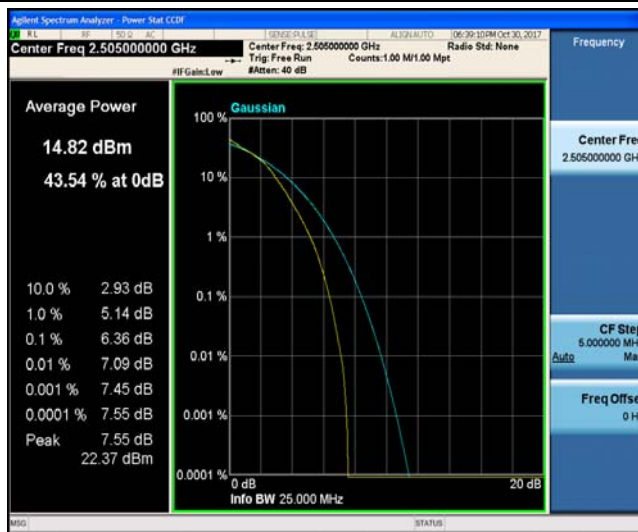 Agilent Spectrum Analyzer - Power Stat CCDF
RL RF 50 Ω AC SENSE:PULSE ALIGN AUTO 06:39:10 PM Oct 30, 2017
Center Freq 2.505000000 GHz
Center Freq: 2.505000000 GHz Radio Std: None
Trig: Free Run Counts:1.00 M/1.00 Mpt
#IFGain:Low #Atten: 40 dB
Frequency
Average Power
14.82 dBm
43.54 % at 0dB
10.0 % 2.93 dB
1.0 % 5.14 dB
0.1 % 6.36 dB
0.01 % 7.09 dB
0.001 % 7.45 dB
0.0001 % 7.55 dB
Peak 7.55 dB
22.37 dBm
Gaussian
100 %
10 %
1 %
0.1 %
0.01 %
0.001 %
0.0001 %
0 dB 20 dB
Info BW 25.000 MHz
Center Fre
2.505000000 GH
CF Ste
5.000000 MH
Auto Ma
Freq Offse
0 H
MSG STATUS